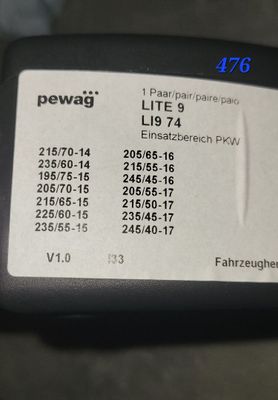 476
pewag
1 Paar/pair/paire/paio
LITE 9
LI9 74
Einsatzbereich PKW
215/70-14 205/65-16
235/60-14 215/55-16
195/75-15 245/45-16
205/70-15 205/55-17
215/65-15 215/50-17
225/60-15 235/45-17
235/55-15 245/40-17
V1.0
Fahrzeugher